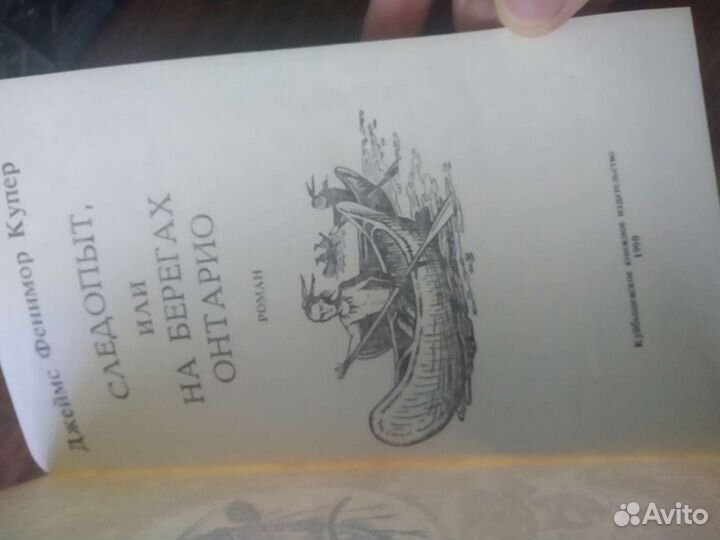 Джеймс Фенимор Купер
СЛЕДОПЫТ,
ИЛИ
НА БЕРЕГАХ
ОНТАРИО
РОМАН
Куйбышевское книжное издательство
1990
Avito